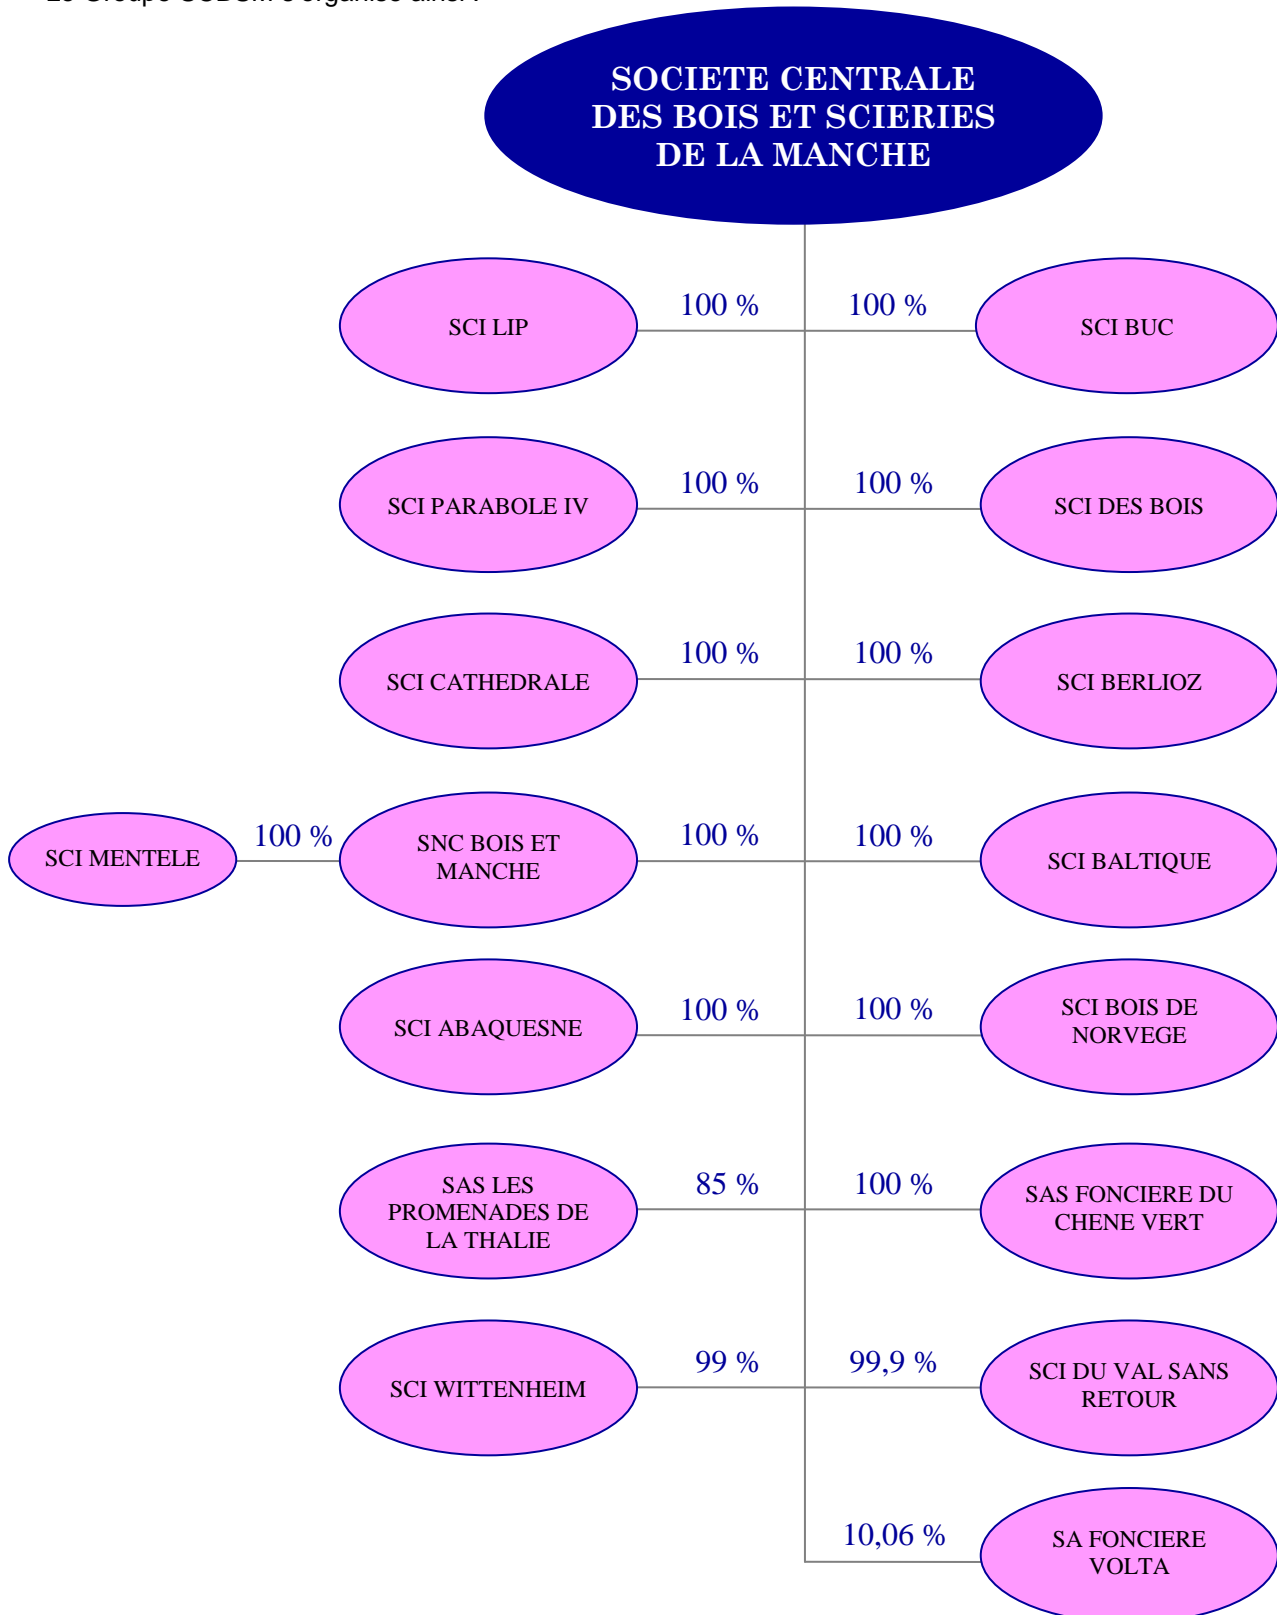 SOCIETE CENTRALE
DES BOIS ET SCIERIES
DE LA MANCHE
SCI LIP
100 %
100 %
SCI BUC
SCI PARABOLE IV
100 %
100 %
SCI DES BOIS
SCI CATHEDRALE
100 %
100 %
SCI BERLIOZ
SCI MENTELE
100 %
SNC BOIS ET
MANCHE
100 %
100 %
SCI BALTIQUE
SCI ABAQUESNE
100 %
100 %
SCI BOIS DE
NORVEGE
SAS LES
PROMENADES DE
LA THALIE
85 %
100 %
SAS FONCIERE DU
CHENE VERT
SCI WITTENHEIM
99 %
99,9 %
SCI DU VAL SANS
RETOUR
10,06 %
SA FONCIERE
VOLTA